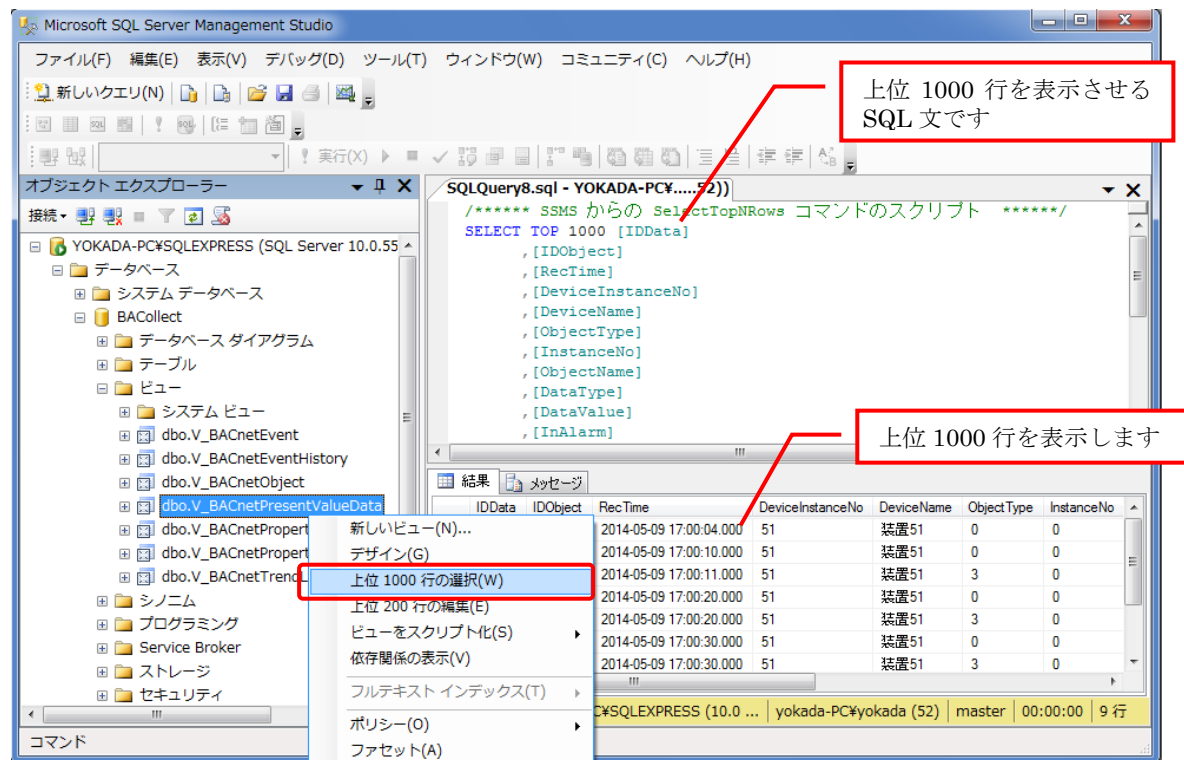 Microsoft SQL Server Management Studio
ファイル(F) 編集(E) 表示(V) デバッグ(D) ツール(T) ウィンドウ(W) コミュニティ(C) ヘルプ(H)
上位 1000 行を表示させる
SQL 文です
新しいクエリ(N)
実行(X)
オブジェクト エクスプローラー
接続
YOKADA-PC¥SQLEXPRESS (SQL Server 10.0.55
データベース
システム データベース
BACollect
データベース ダイアグラム
テーブル
ビュー
システム ビュー
dbo.V_BACnetEvent
dbo.V_BACnetEventHistory
dbo.V_BACnetObject
dbo.V_BACnetPresentValueData
dbo.V_BACnetPropert
dbo.V_BACnetPropert
dbo.V_BACnetTrendL
シノニム
プログラミング
Service Broker
ストレージ
セキュリティ
SQLQuery8.sql - YOKADA-PC¥.....52))
/****** SSMS からの SelectTopNRows コマンドのスクリプト ******/
SELECT TOP 1000 [IDData]
,[IDObject]
,[RecTime]
,[DeviceInstanceNo]
,[DeviceName]
,[ObjectType]
,[InstanceNo]
,[ObjectName]
,[DataType]
,[DataValue]
,[InAlarm]
上位 1000 行を表示します
結果 メッセージ
IDData IDObject RecTime DeviceInstanceNo DeviceName ObjectType InstanceNo
2014-05-09 17:00:04.000 51 装置51 0 0
2014-05-09 17:00:10.000 51 装置51 0 0
2014-05-09 17:00:11.000 51 装置51 3 0
2014-05-09 17:00:20.000 51 装置51 0 0
2014-05-09 17:00:20.000 51 装置51 3 0
2014-05-09 17:00:30.000 51 装置51 0 0
2014-05-09 17:00:30.000 51 装置51 3 0
新しいビュー(N)...
デザイン(G)
上位 1000 行の選択(W)
上位 200 行の編集(E)
ビューをスクリプト化(S)
依存関係の表示(V)
フルテキスト インデックス(T)
ポリシー(O)
ファセット(A)
C¥SQLEXPRESS (10.0 ... yokada-PC¥yokada (52) master 00:00:00 9 行
コマンド